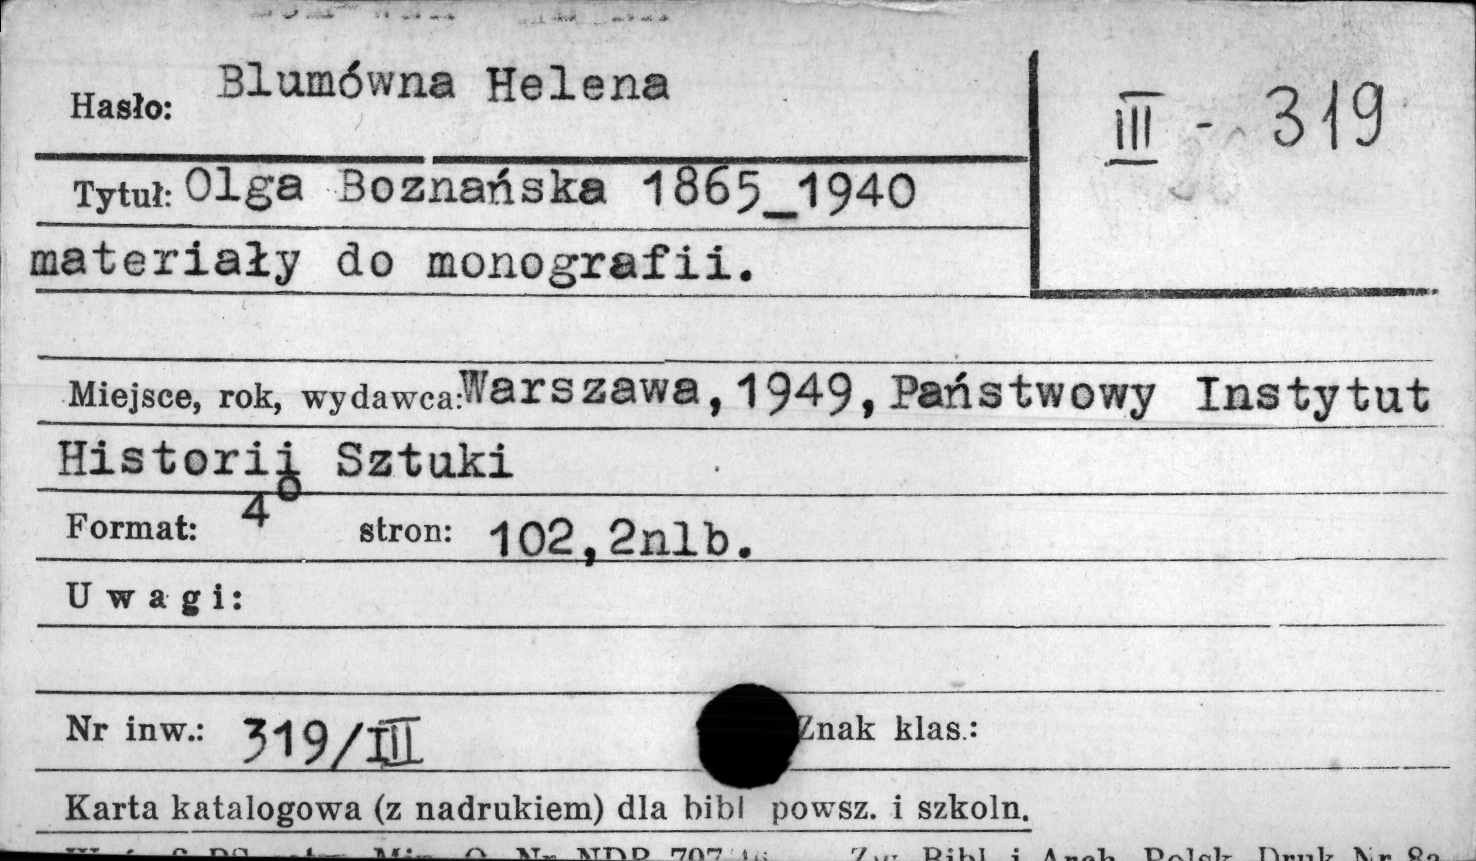 Hasło: Blumówna Helena
III - 319
Tytuł: Olga Boznańska 1865_1940
materiały do monografii.
Miejsce, rok, wydawca: Warszawa, 1949, Państwowy Instytut
Historii Sztuki
Format: 4° stron: 102, 2nlb.
Uwagi:
Nr inw.: 319/III Znak klas.:
Karta katalogowa (z nadrukiem) dla bibl powsz. i szkoln.